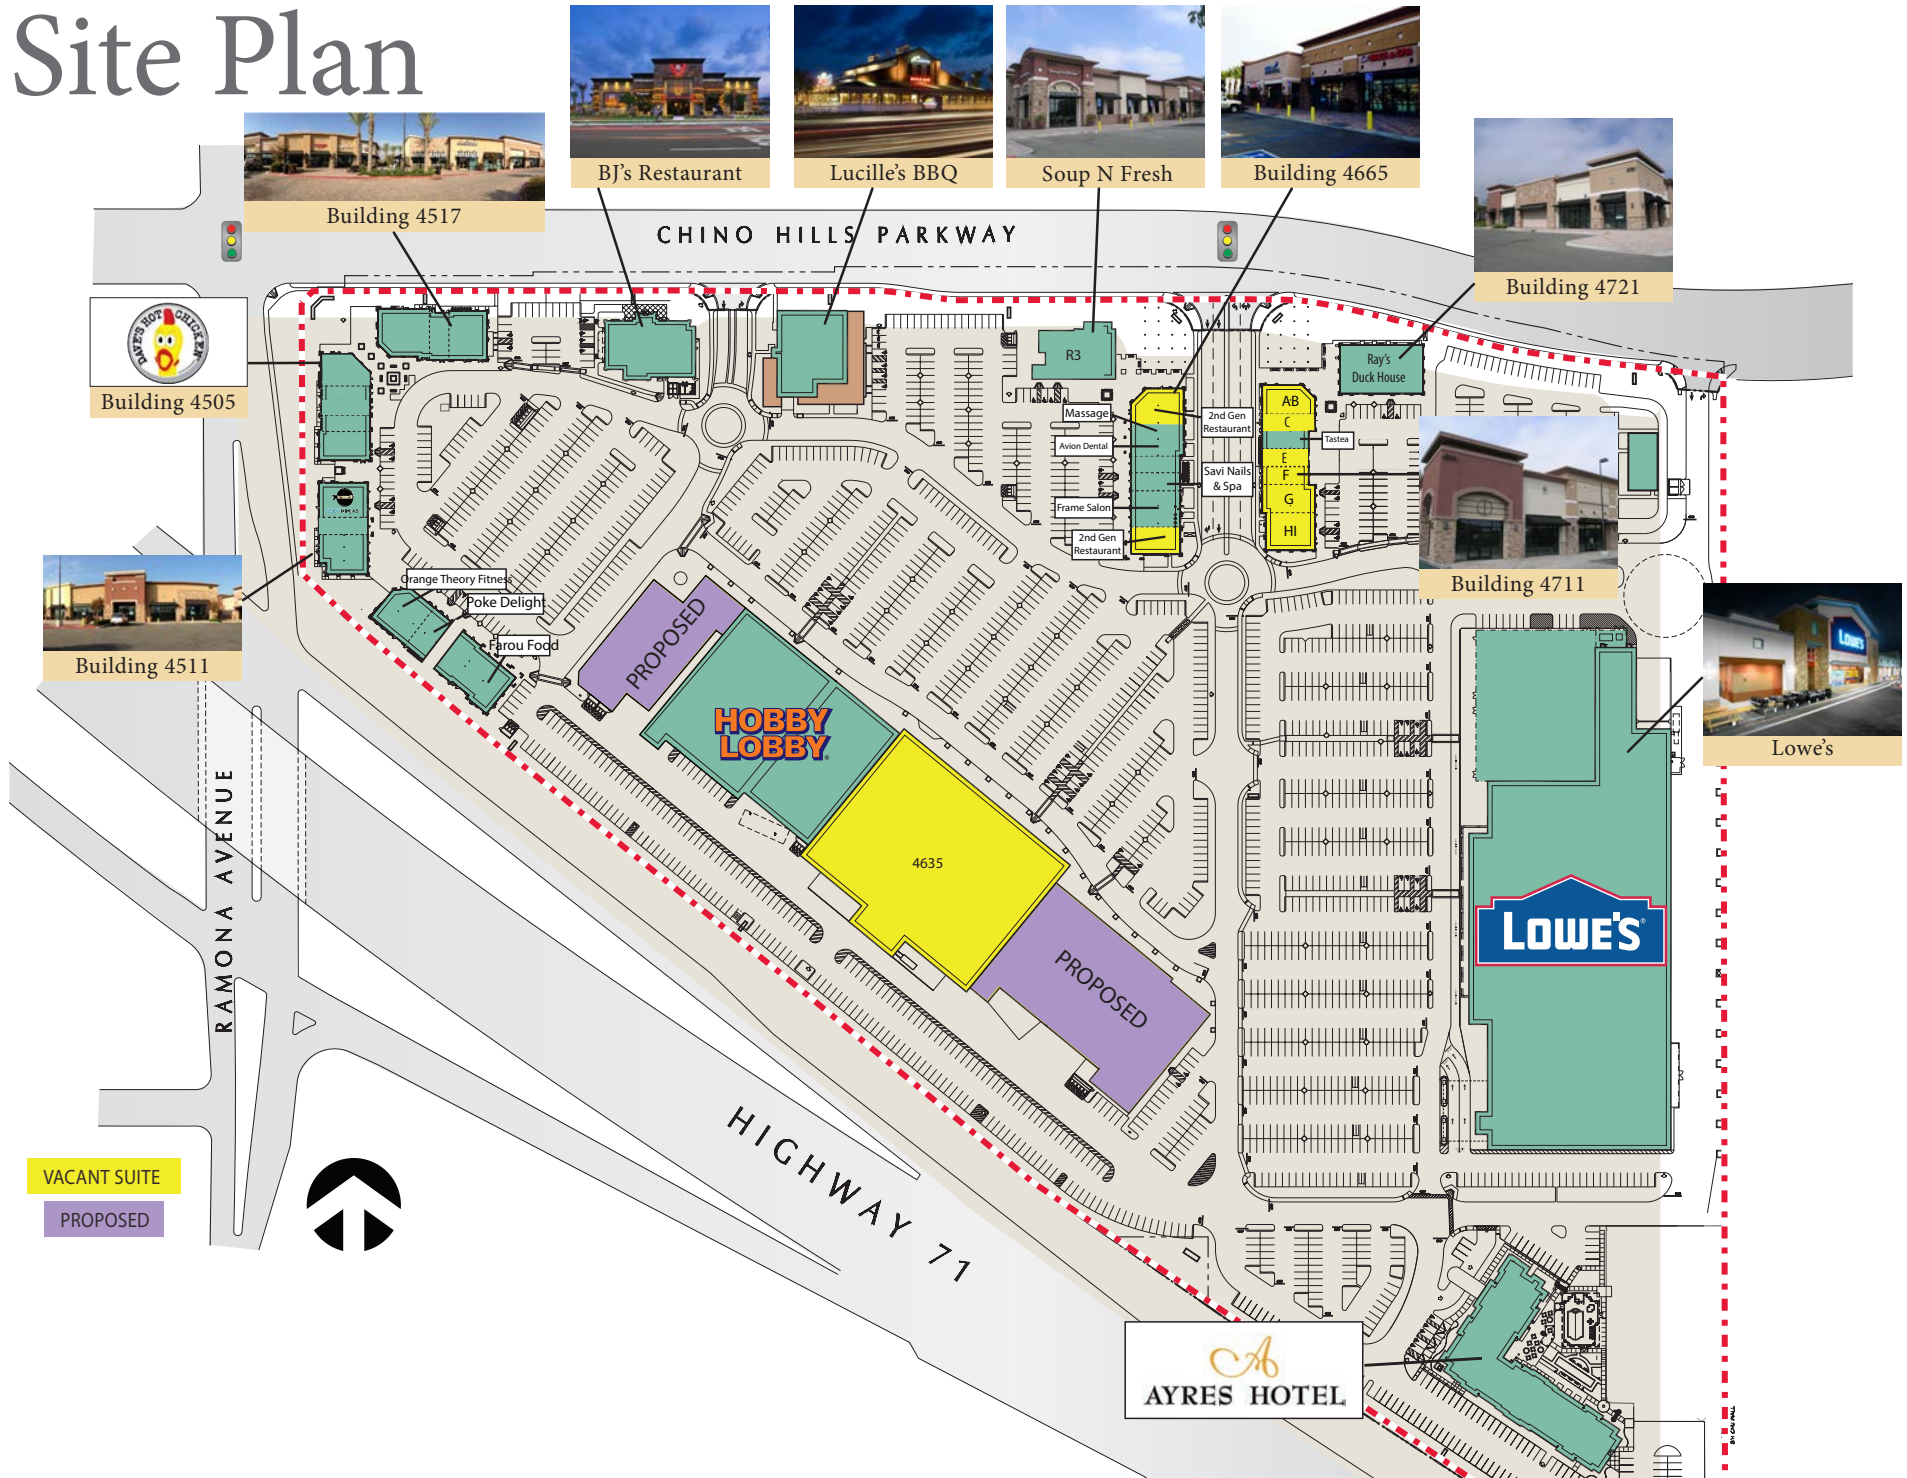 Site Plan
BJ's Restaurant
Lucille's BBQ
Soup N Fresh
Building 4665
Building 4517
Building 4721
CHINO HILLS PARKWAY
DAVE'S HOT CHICKEN
Building 4505
R3
Ray's
Duck House
Massage
2nd Gen
Restaurant
AB
C
Tastea
Avion Dental
E
F
Savi Nails
& Spa
G
Frame Salon
HI
2nd Gen
Restaurant
Building 4711
Orange Theory Fitness
Poke Delight
Farou Food
Building 4511
PROPOSED
HOBBY
LOBBY
LOWE'S
Lowe's
4635
RAMONA AVENUE
LOWE'S
PROPOSED
HIGHWAY 71
VACANT SUITE
PROPOSED
A
AYRES HOTEL